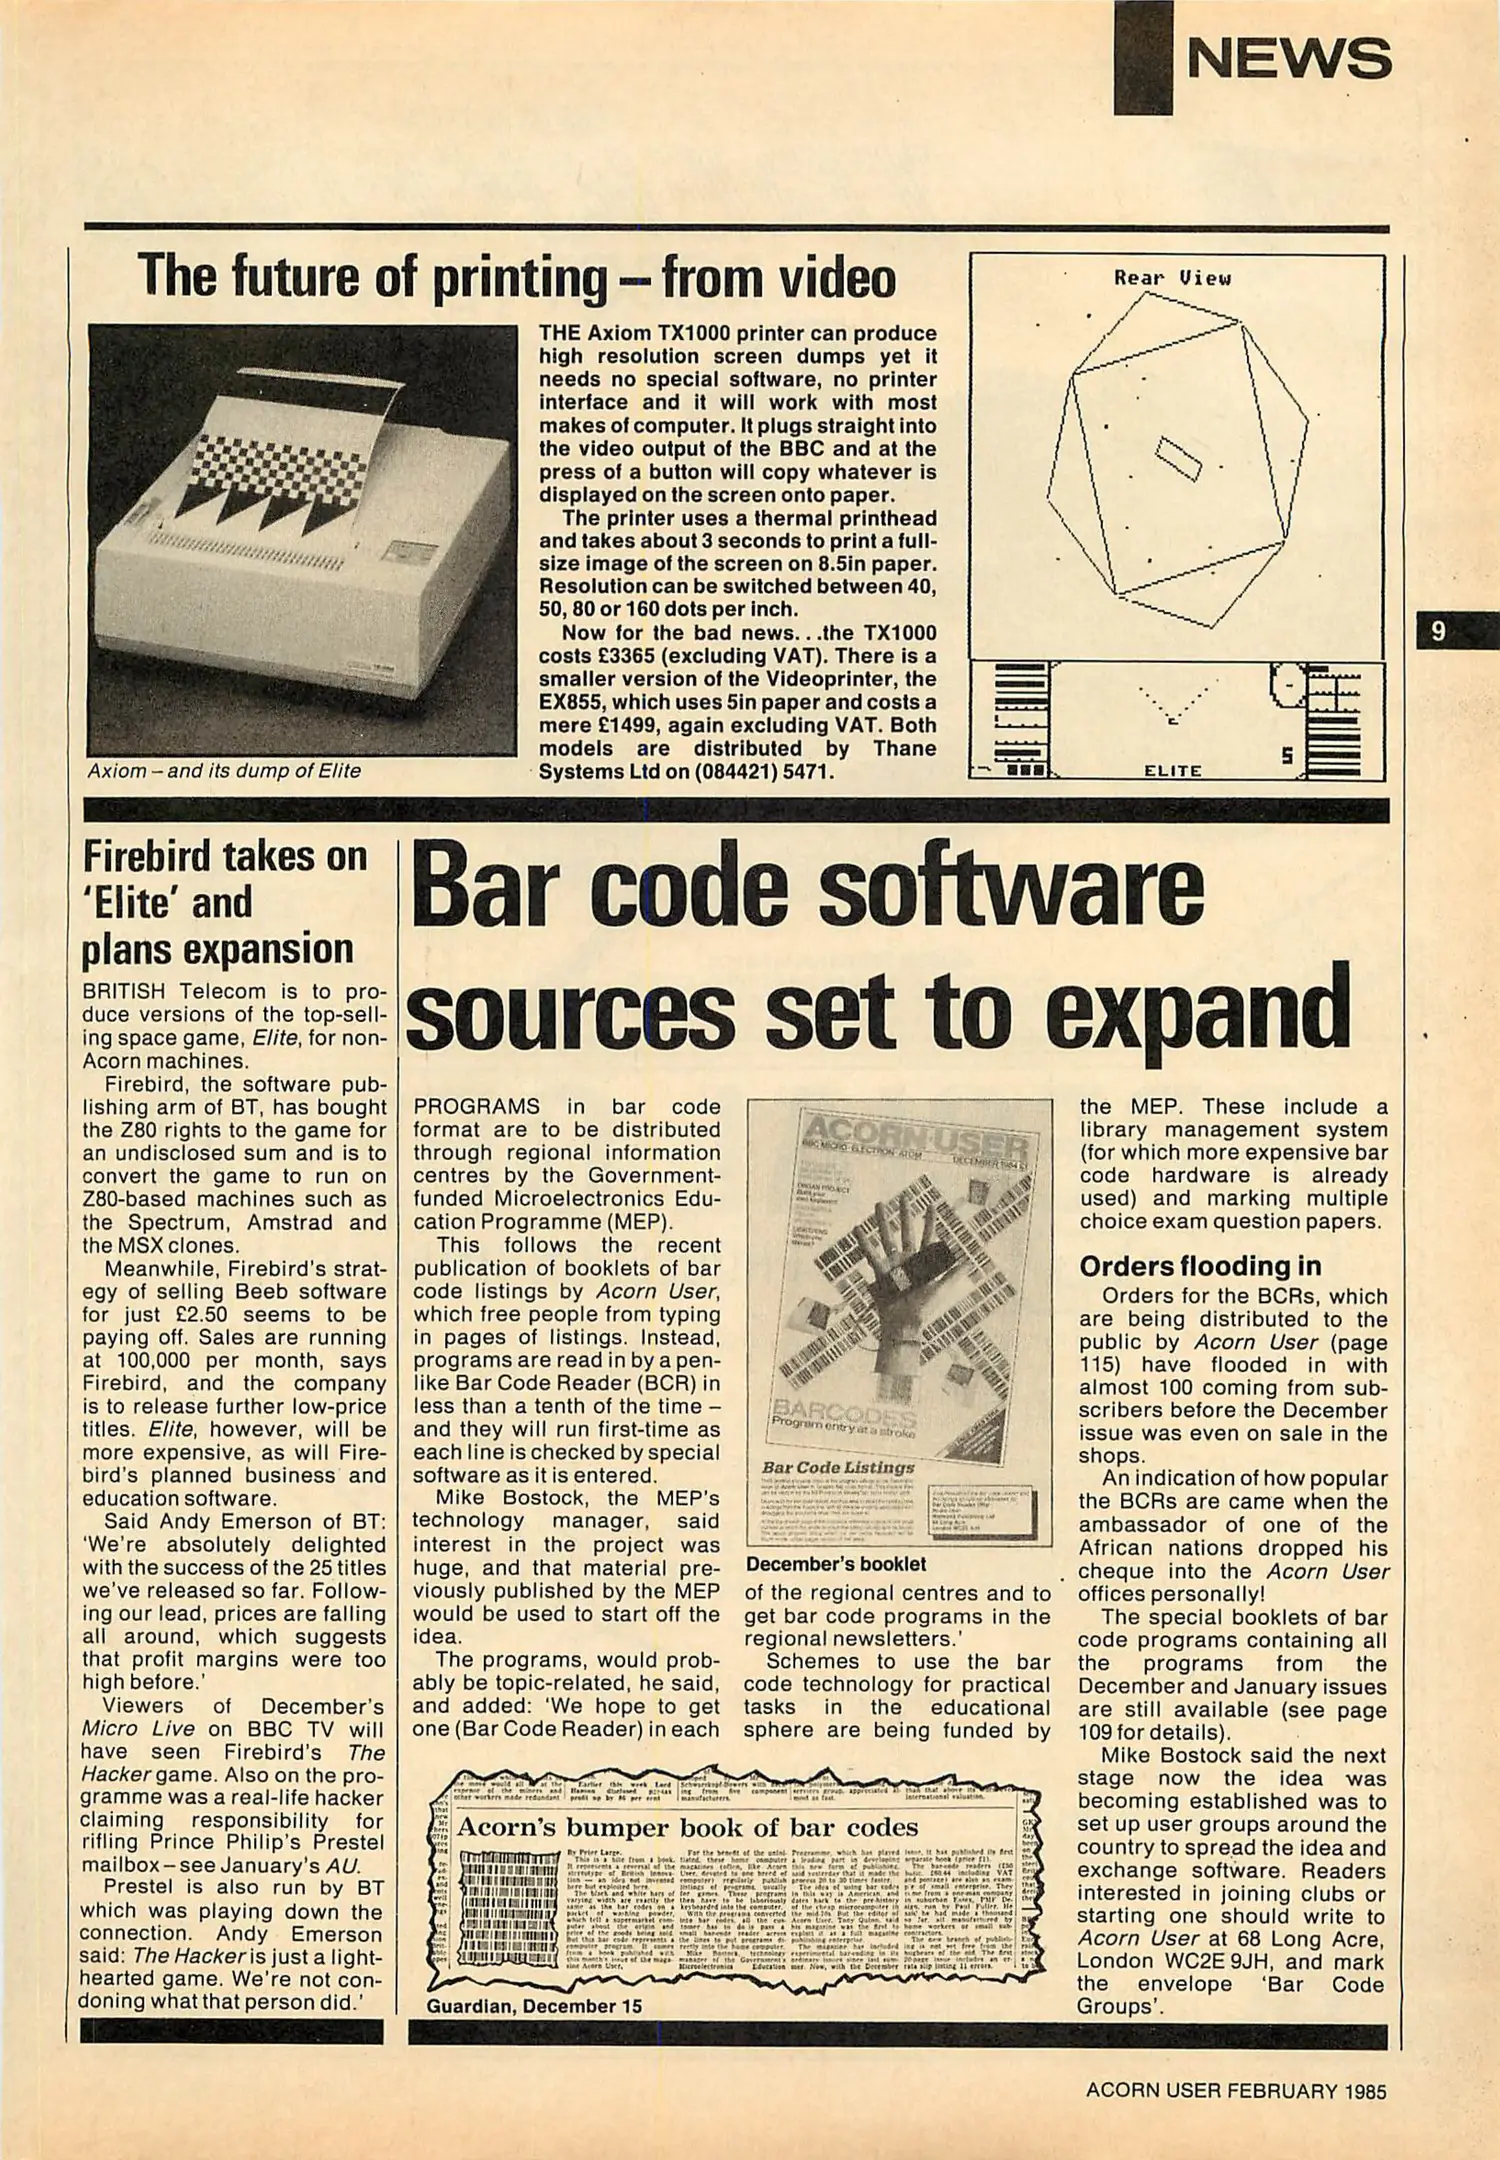 NEWS
The future of printing – from video
THE Axiom TX1000 printer can produce
high resolution screen dumps yet it
needs no special software, no printer
interface and it will work with most
makes of computer. It plugs straight into
the video output of the BBC and at the
press of a button will copy whatever is
displayed on the screen onto paper.
The printer uses a thermal printhead
and takes about 3 seconds to print a full-
size image of the screen on 8.5in paper.
Resolution can be switched between 40,
50, 80 or 160 dots per inch.
Now for the bad news...the TX1000
costs £3365 (excluding VAT). There is a
smaller version of the Videoprinter, the
EX855, which uses 5in paper and costs a
mere £1499, again excluding VAT. Both
models are distributed by Thane
Systems Ltd on (084421) 5471.
Axiom – and its dump of Elite
Rear View
5
ELITE
9
Firebird takes on
'Elite' and
plans expansion
BRITISH Telecom is to pro-
duce versions of the top-sell-
ing space game, Elite, for non-
Acorn machines.
Firebird, the software pub-
lishing arm of BT, has bought
the Z80 rights to the game for
an undisclosed sum and is to
convert the game to run on
Z80-based machines such as
the Spectrum, Amstrad and
the MSX clones.
Meanwhile, Firebird's strat-
egy of selling Beeb software
for just £2.50 seems to be
paying off. Sales are running
at 100,000 per month, says
Firebird, and the company
is to release further low-price
titles. Elite, however, will be
more expensive, as will Fire-
bird's planned business and
education software.
Said Andy Emerson of BT:
'We're absolutely delighted
with the success of the 25 titles
we've released so far. Follow-
ing our lead, prices are falling
all around, which suggests
that profit margins were too
high before.'
Viewers of December's
Micro Live on BBC TV will
have seen Firebird's The
Hacker game. Also on the pro-
gramme was a real-life hacker
claiming responsibility for
rifling Prince Philip's Prestel
mailbox – see January's AU.
Prestel is also run by BT
which was playing down the
connection. Andy Emerson
said: The Hacker is just a light-
hearted game. We're not con-
doning what that person did.'
Bar code software
sources set to expand
PROGRAMS in bar code
format are to be distributed
through regional information
centres by the Government-
funded Microelectronics Edu-
cation Programme (MEP).
This follows the recent
publication of booklets of bar
code listings by Acorn User,
which free people from typing
in pages of listings. Instead,
programs are read in by a pen-
like Bar Code Reader (BCR) in
less than a tenth of the time –
and they will run first-time as
each line is checked by special
software as it is entered.
Mike Bostock, the MEP's
technology manager, said
interest in the project was
huge, and that material pre-
viously published by the MEP
would be used to start off the
idea.
The programs, would prob-
ably be topic-related, he said,
and added: 'We hope to get
one (Bar Code Reader) in each
ACORN USER
BBC MICRO ELECTRON ATOM
DECEMBER 1984 £1
BARCODES
Program entry at a stroke
Bar Code Listings
December's booklet
of the regional centres and to
get bar code programs in the
regional newsletters.'
Schemes to use the bar
code technology for practical
tasks in the educational
sphere are being funded by
the MEP. These include a
library management system
(for which more expensive bar
code hardware is already
used) and marking multiple
choice exam question papers.
Orders flooding in
Orders for the BCRs, which
are being distributed to the
public by Acorn User (page
115) have flooded in with
almost 100 coming from sub-
scribers before the December
issue was even on sale in the
shops.
An indication of how popular
the BCRs are came when the
ambassador of one of the
African nations dropped his
cheque into the Acorn User
offices personally!
The special booklets of bar
code programs containing all
the programs from the
December and January issues
are still available (see page
109 for details).
Mike Bostock said the next
stage now the idea was
becoming established was to
set up user groups around the
country to spread the idea and
exchange software. Readers
interested in joining clubs or
starting one should write to
Acorn User at 68 Long Acre,
London WC2E 9JH, and mark
the envelope 'Bar Code
Groups'.
Acorn's bumper book of bar codes
By Peter Large.
Guardian, December 15
ACORN USER FEBRUARY 1985